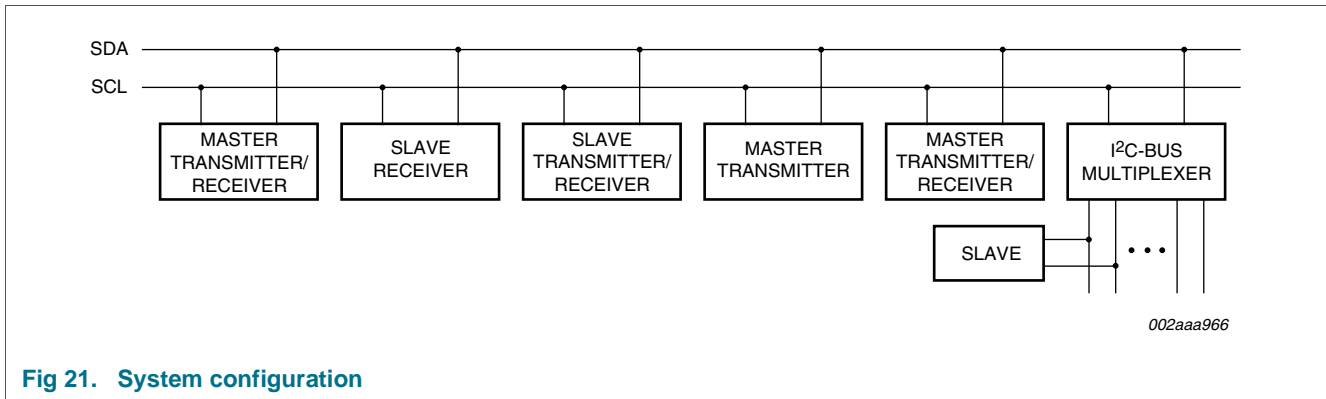 SDA
SCL
MASTER
TRANSMITTER/
RECEIVER
SLAVE
RECEIVER
SLAVE
TRANSMITTER/
RECEIVER
MASTER
TRANSMITTER
MASTER
TRANSMITTER/
RECEIVER
I²C-BUS
MULTIPLEXER
SLAVE
002aaa966
Fig 21. System configuration